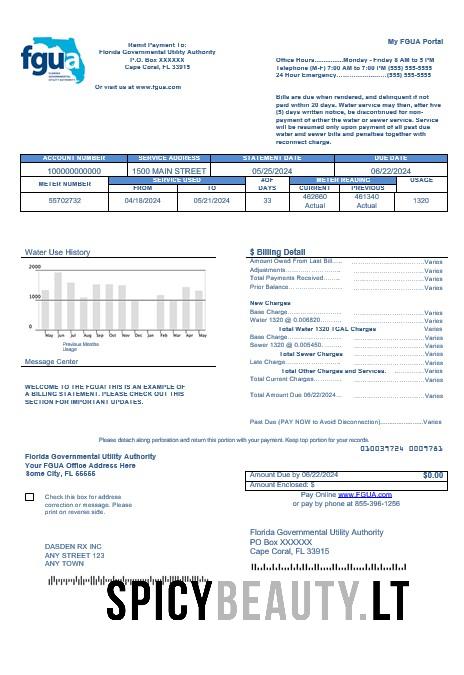 fgua
FLORIDA GOVERNMENTAL UTILITY AUTHORITY
Remit Payment To:
Florida Governmental Utility Authority
P.O. Box XXXXXX
Cape Coral, FL 33915
Or visit us at www.fgua.com
My FGUA Portal
Office Hours..............Monday - Friday 8 AM to 5 PM
Telephone (M-F) 7:00 AM to 7:00 PM (555) 555-5555
24 Hour Emergency.......................(555) 555-5555
Bills are due when rendered, and delinquent if not
paid within 20 days. Water service may then, after five
(5) days written notice, be discontinued for non-
payment of either the water or sewer service. Service
will be resumed only upon payment of all past due
water and sewer bills and penalties together with
reconnect charge.
ACCOUNT NUMBER SERVICE ADDRESS STATEMENT DATE DUE DATE
100000000000 1500 MAIN STREET 05/25/2024 06/22/2024
METER NUMBER SERVICE USED #OF DAYS METER READING USAGE
FROM TO CURRENT PREVIOUS
55702732 04/18/2024 05/21/2024 33 462660 Actual 461340 Actual 1320
Water Use History
2000
1000
0
May Jun Jul Aug Sep Oct Nov Dec Jan Feb Mar Apr May
Previous Months
Usage
Message Center
WELCOME TO THE FGUA! THIS IS AN EXAMPLE OF
A BILLING STATEMENT. PLEASE CHECK OUT THIS
SECTION FOR IMPORTANT UPDATES.
$ Billing Detail
Amount Owed From Last Bill..... Varies
Adjustments..... Varies
Total Payments Received..... Varies
Prior Balance..... Varies
New Charges
Base Charge..... Varies
Water 1320 @ 0.006820..... Varies
Total Water 1320 TGAL Charges Varies
Base Charge..... Varies
Sewer 1320 @ 0.005450..... Varies
Total Sewer Charges Varies
Late Charge..... Varies
Total Other Charges and Services. Varies
Total Current Charges..... Varies
Total Amount Due 06/22/2024... Varies
Past Due (PAY NOW to Avoid Disconnection)..... Varies
Please detach along perforation and return this portion with your payment. Keep top portion for your records.
010039724 0009781
Florida Governmental Utility Authority
Your FGUA Office Address Here
Some City, FL 55555
Amount Due by 06/22/2024 $0.00
Amount Enclosed: $
Check this box for address
correction or message. Please
print on reverse side.
Pay Online www.FGUA.com
or pay by phone at 855-396-1256
DASDEN RX INC
ANY STREET 123
ANY TOWN
Florida Governmental Utility Authority
PO Box XXXXXX
Cape Coral, FL 33915
SPICYBEAUTY.LT